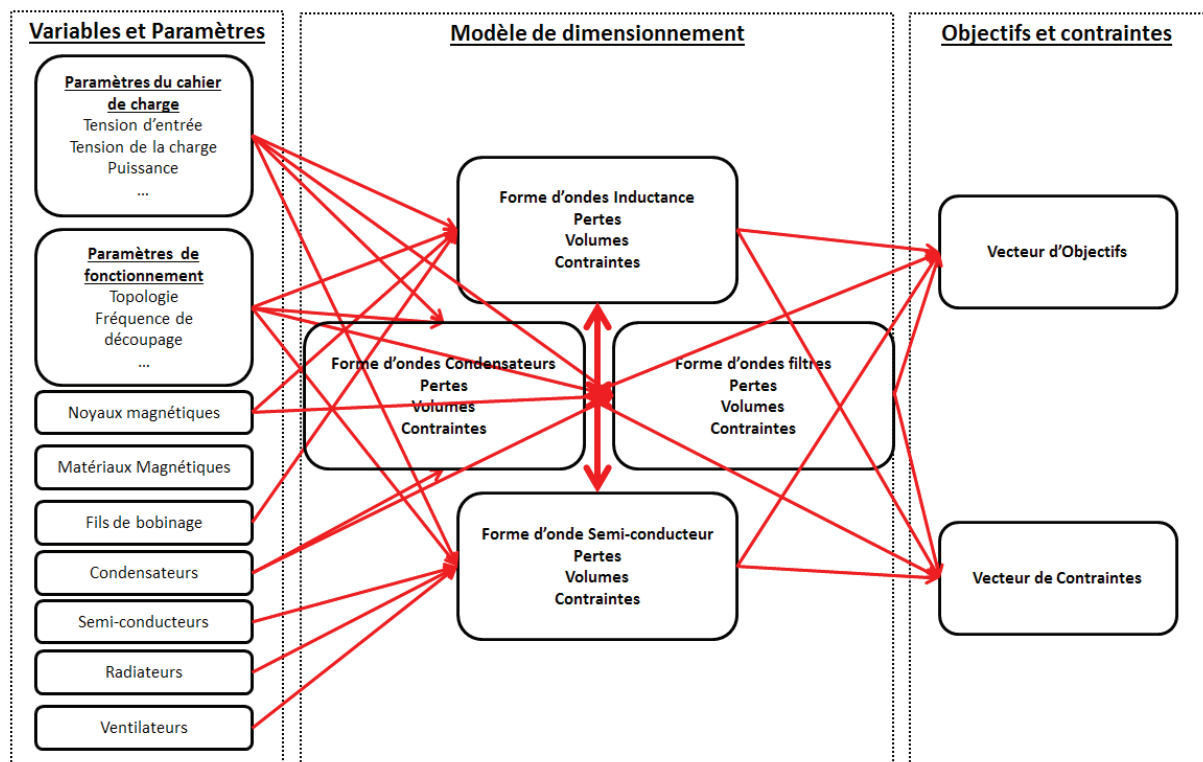 Variables et Paramètres
Paramètres du cahier
de charge
Tension d'entrée
Tension de la charge
Puissance
...
Paramètres de
fonctionnement
Topologie
Fréquence de
découpage
...
Noyaux magnétiques
Matériaux Magnétiques
Fils de bobinage
Condensateurs
Semi-conducteurs
Radiateurs
Ventilateurs
Modèle de dimensionnement
Forme d'ondes Inductance
Pertes
Volumes
Contraintes
Forme d'ondes Condensateurs
Pertes
Volumes
Contraintes
Forme d'ondes filtres
Pertes
Volumes
Contraintes
Forme d'onde Semi-conducteur
Pertes
Volumes
Contraintes
Objectifs et contraintes
Vecteur d'Objectifs
Vecteur de Contraintes